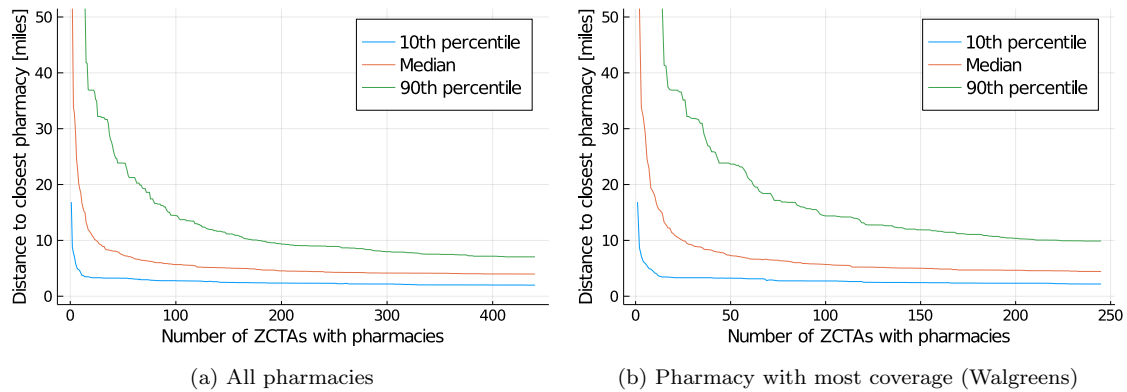 Distance to closest pharmacy [miles]
50
40
30
20
10
0
10th percentile
Median
90th percentile
0 100 200 300 400
Number of ZCTAs with pharmacies
(a) All pharmacies
Distance to closest pharmacy [miles]
50
40
30
20
10
0
10th percentile
Median
90th percentile
0 50 100 150 200 250
Number of ZCTAs with pharmacies
(b) Pharmacy with most coverage (Walgreens)